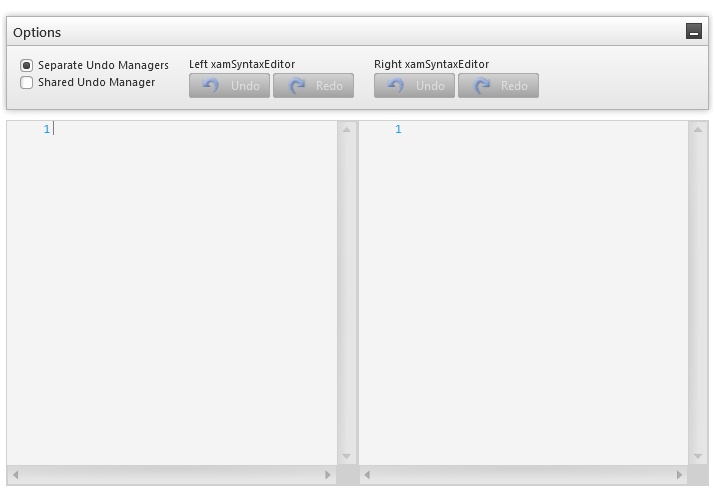 Options
Separate Undo Managers
Shared Undo Manager
Left xamSyntaxEditor
Undo Redo
Right xamSyntaxEditor
Undo Redo
1
1